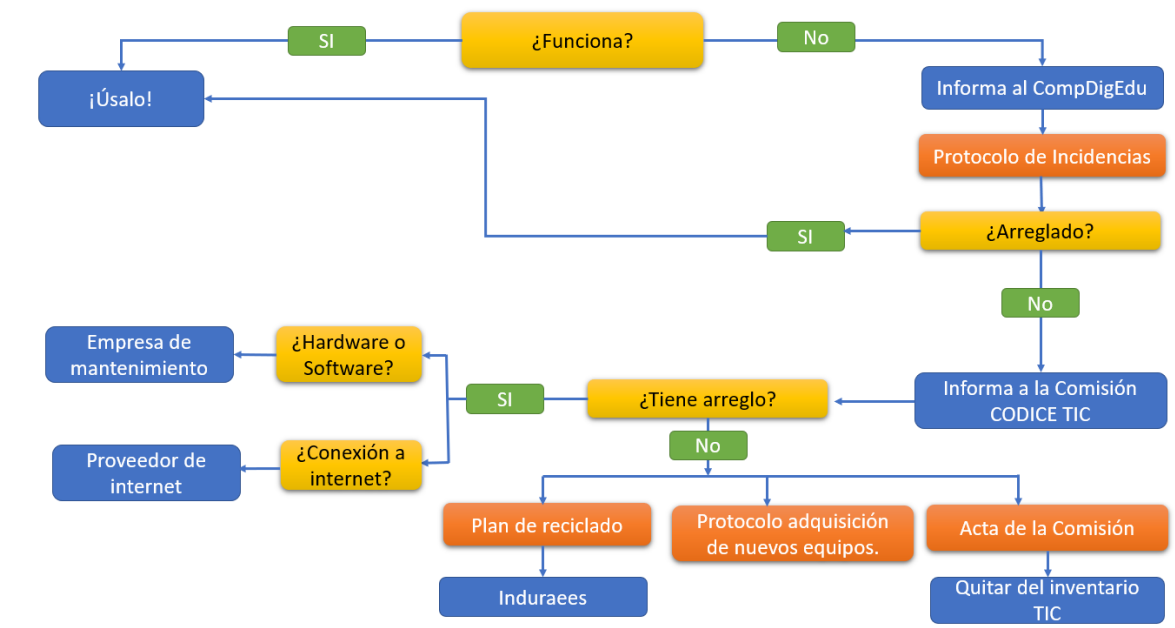 ¿Funciona?
SI
No
¡Úsalo!
Informa al CompDigEdu
Protocolo de Incidencias
¿Arreglado?
SI
No
Informa a la Comisión
CODICE TIC
¿Tiene arreglo?
SI
¿Hardware o
Software?
Empresa de
mantenimiento
¿Conexión a
internet?
Proveedor de
internet
No
Plan de reciclado
Protocolo adquisición
de nuevos equipos.
Acta de la Comisión
Induraees
Quitar del inventario
TIC